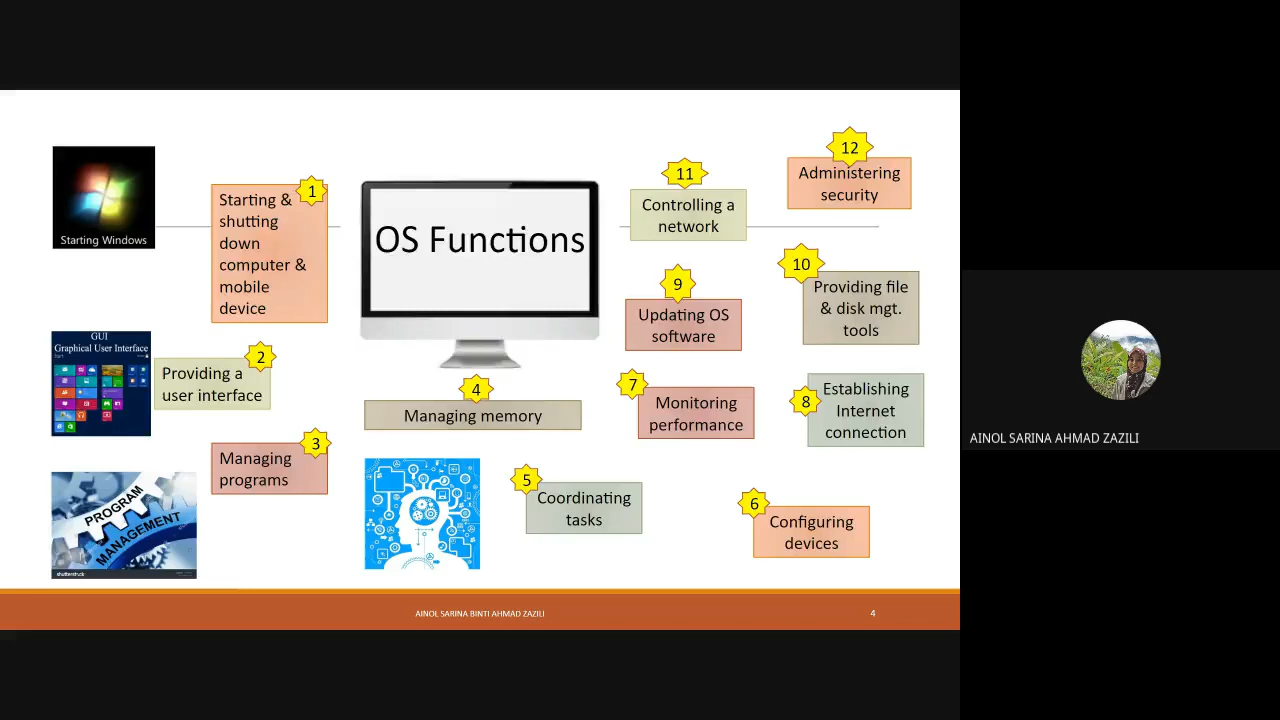 Starting Windows
1
Starting &
shutting
down
computer &
mobile
device
OS Functions
GUI
Graphical User Interface
Start
2
Providing a
user interface
3
Managing
programs
PROGRAM
MANAGEMENT
shutterstock
4
Managing memory
5
Coordinating
tasks
6
Configuring
devices
7
Monitoring
performance
8
Establishing
Internet
connection
9
Updating OS
software
10
Providing file
& disk mgt.
tools
11
Controlling a
network
12
Administering
security
AINOL SARINA BINTI AHMAD ZAZILI
4
AINOL SARINA AHMAD ZAZILI